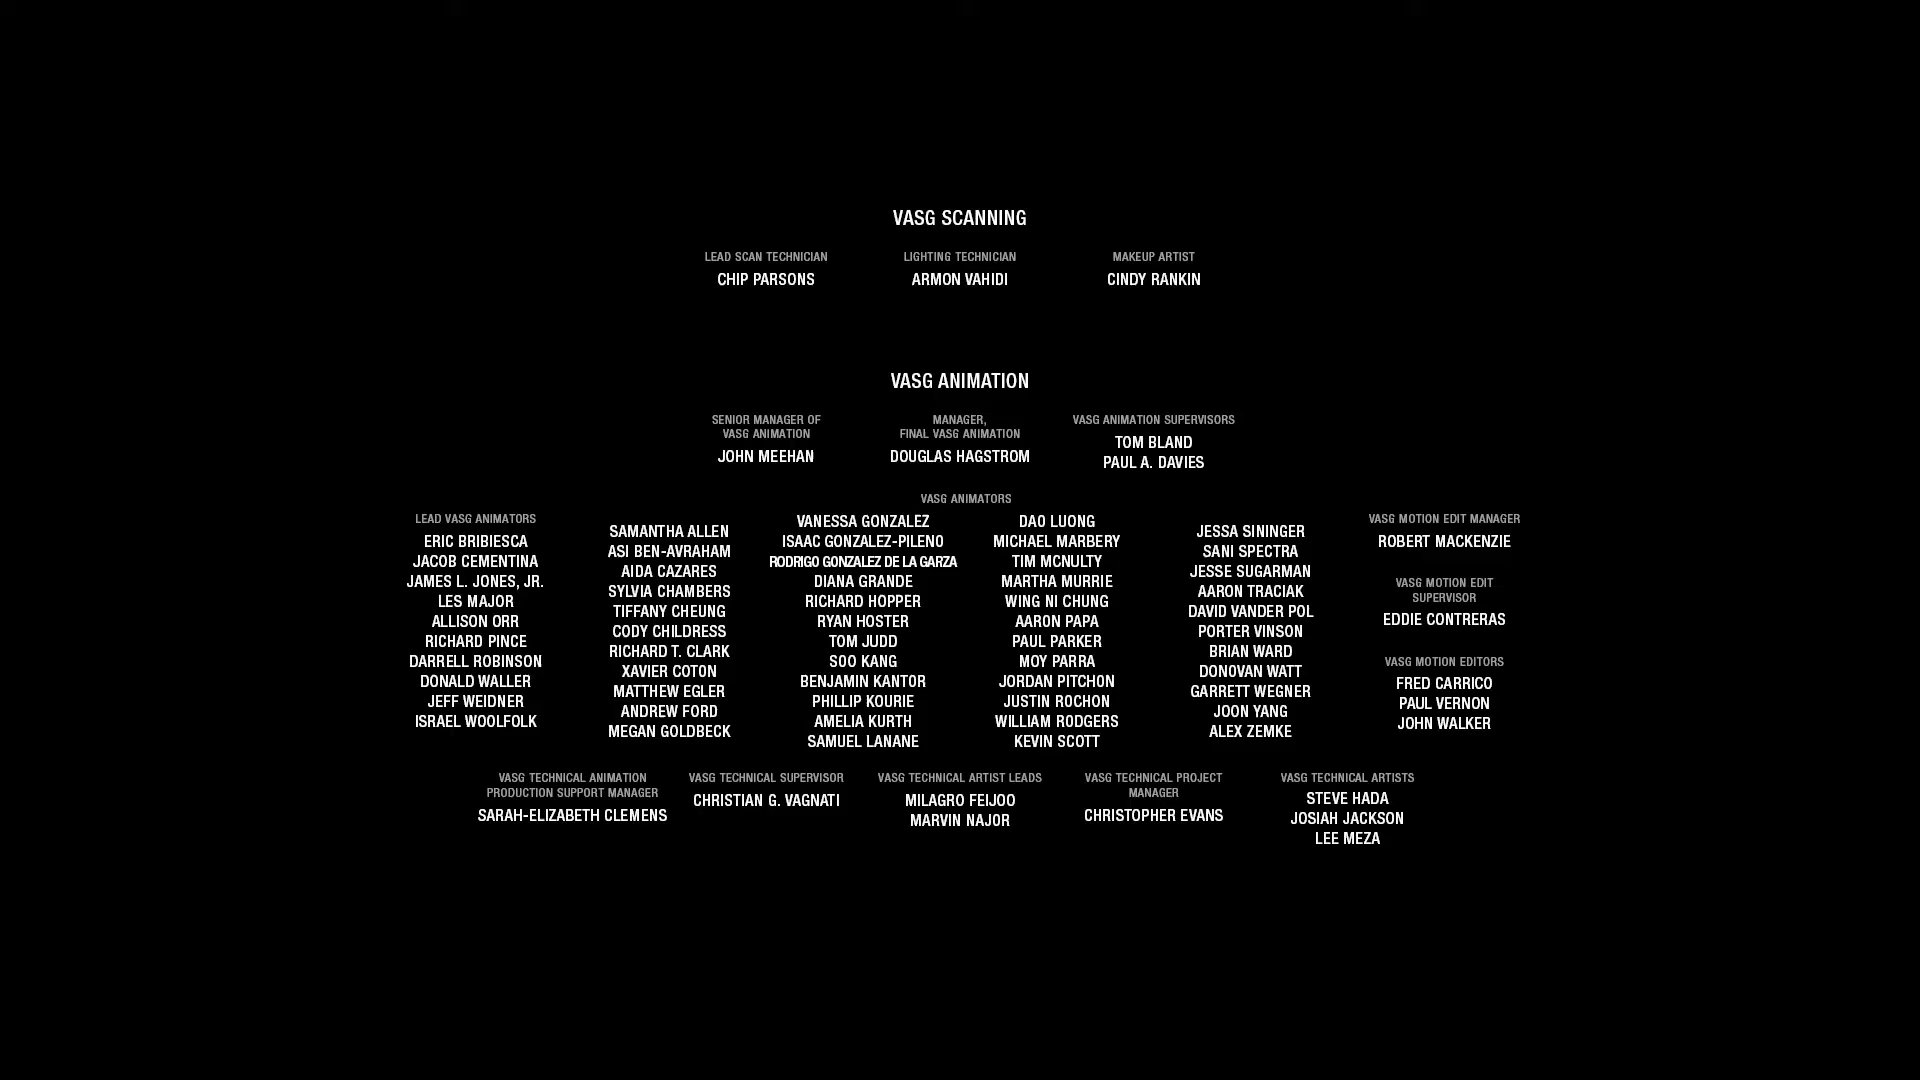 VASG SCANNING
LEAD SCAN TECHNICIAN
CHIP PARSONS
LIGHTING TECHNICIAN
ARMON VAHIDI
MAKEUP ARTIST
CINDY RANKIN
VASG ANIMATION
SENIOR MANAGER OF
VASG ANIMATION
JOHN MEEHAN
MANAGER,
FINAL VASG ANIMATION
DOUGLAS HAGSTROM
VASG ANIMATION SUPERVISORS
TOM BLAND
PAUL A. DAVIES
LEAD VASG ANIMATORS
ERIC BRIBIESCA
JACOB CEMENTINA
JAMES L. JONES, JR.
LES MAJOR
ALLISON ORR
RICHARD PINCE
DARRELL ROBINSON
DONALD WALLER
JEFF WEIDNER
ISRAEL WOOLFOLK
VASG ANIMATORS
SAMANTHA ALLEN
ASI BEN-AVRAHAM
AIDA CAZARES
SYLVIA CHAMBERS
TIFFANY CHEUNG
CODY CHILDRESS
RICHARD T. CLARK
XAVIER COTON
MATTHEW EGLER
ANDREW FORD
MEGAN GOLDBECK
VANESSA GONZALEZ
ISAAC GONZALEZ-PILENO
RODRIGO GONZALEZ DE LA GARZA
DIANA GRANDE
RICHARD HOPPER
RYAN HOSTER
TOM JUDD
SOO KANG
BENJAMIN KANTOR
PHILLIP KOURIE
AMELIA KURTH
SAMUEL LANANE
DAO LUONG
MICHAEL MARBERY
TIM MCNULTY
MARTHA MURRIE
WING NI CHUNG
AARON PAPA
PAUL PARKER
MOY PARRA
JORDAN PITCHON
JUSTIN ROCHON
WILLIAM RODGERS
KEVIN SCOTT
JESSA SININGER
SANI SPECTRA
JESSE SUGARMAN
AARON TRACIAK
DAVID VANDER POL
PORTER VINSON
BRIAN WARD
DONOVAN WATT
GARRETT WEGNER
JOON YANG
ALEX ZEMKE
VASG MOTION EDIT MANAGER
ROBERT MACKENZIE
VASG MOTION EDIT
SUPERVISOR
EDDIE CONTRERAS
VASG MOTION EDITORS
FRED CARRICO
PAUL VERNON
JOHN WALKER
VASG TECHNICAL ANIMATION
PRODUCTION SUPPORT MANAGER
SARAH-ELIZABETH CLEMENS
VASG TECHNICAL SUPERVISOR
CHRISTIAN G. VAGNATI
VASG TECHNICAL ARTIST LEADS
MILAGRO FEIJOO
MARVIN NAJOR
VASG TECHNICAL PROJECT
MANAGER
CHRISTOPHER EVANS
VASG TECHNICAL ARTISTS
STEVE HADA
JOSIAH JACKSON
LEE MEZA